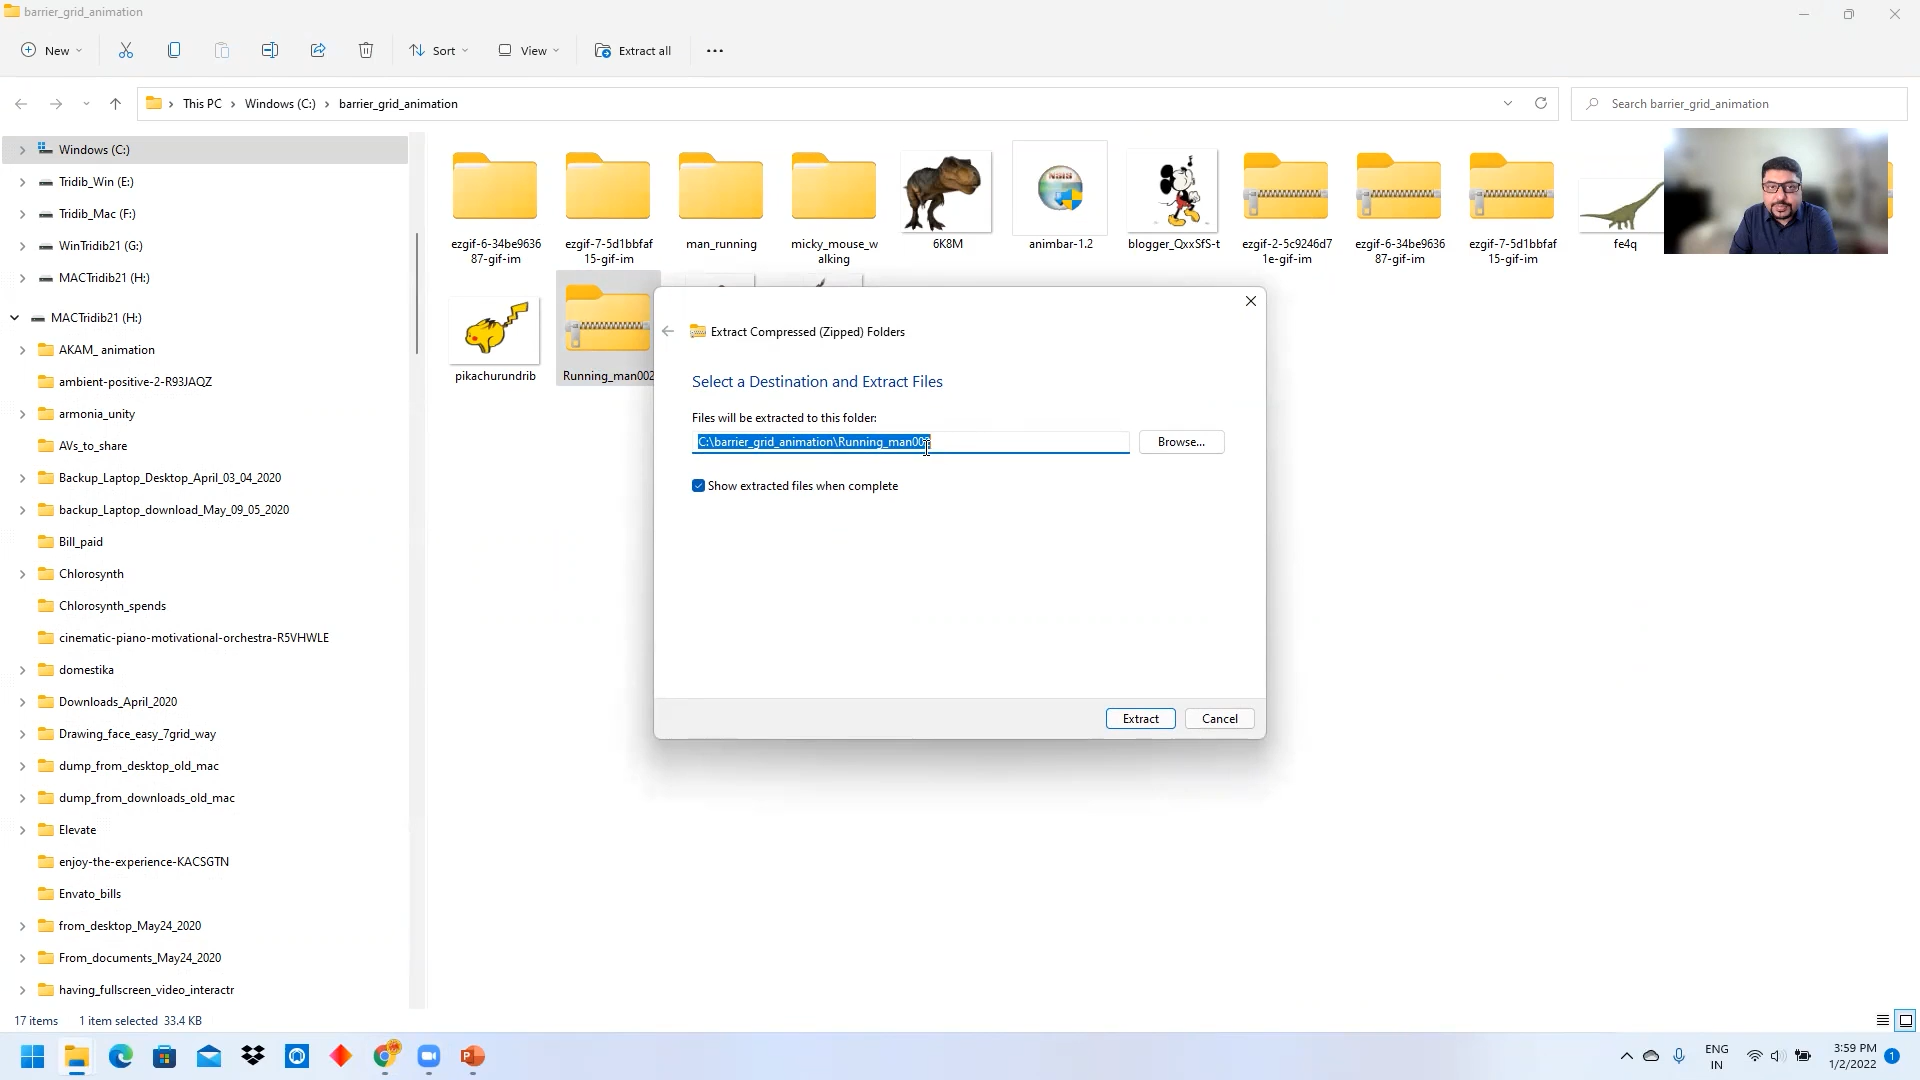 barrier_grid_animation
New
Sort
View
Extract all
This PC
Windows (C:)
barrier_grid_animation
Search barrier_grid_animation
Windows (C:)
Tridib_Win (E:)
Tridib_Mac (F:)
WinTridib21 (G:)
MACTridib21 (H:)
MACTridib21 (H:)
AKAM_ animation
ambient-positive-2-R93JAQZ
armonia_unity
AVs_to_share
Backup_Laptop_Desktop_April_03_04_2020
backup_Laptop_download_May_09_05_2020
Bill_paid
Chlorosynth
Chlorosynth_spends
cinematic-piano-motivational-orchestra-R5VHWLE
domestika
Downloads_April_2020
Drawing_face_easy_7grid_way
dump_from_desktop_old_mac
dump_from_downloads_old_mac
Elevate
enjoy-the-experience-KACSGTN
Envato_bills
from_desktop_May24_2020
From_documents_May24_2020
having_fullscreen_video_interactr
ezgif-6-34be9636
87-gif-im
ezgif-7-5d1bbfaf
15-gif-im
man_running
micky_mouse_w
alking
6K8M
animbar-1.2
blogger_QxxSfS-t
ezgif-2-5c9246d7
1e-gif-im
ezgif-6-34be9636
87-gif-im
ezgif-7-5d1bbfaf
15-gif-im
fe4q
pikachurundrib
Running_man002
Extract Compressed (Zipped) Folders
Select a Destination and Extract Files
Files will be extracted to this folder:
C:\barrier_grid_animation\Running_man002
Browse...
Show extracted files when complete
Extract
Cancel
17 items
1 item selected 33.4 KB
ENG
IN
3:59 PM
1/2/2022
1